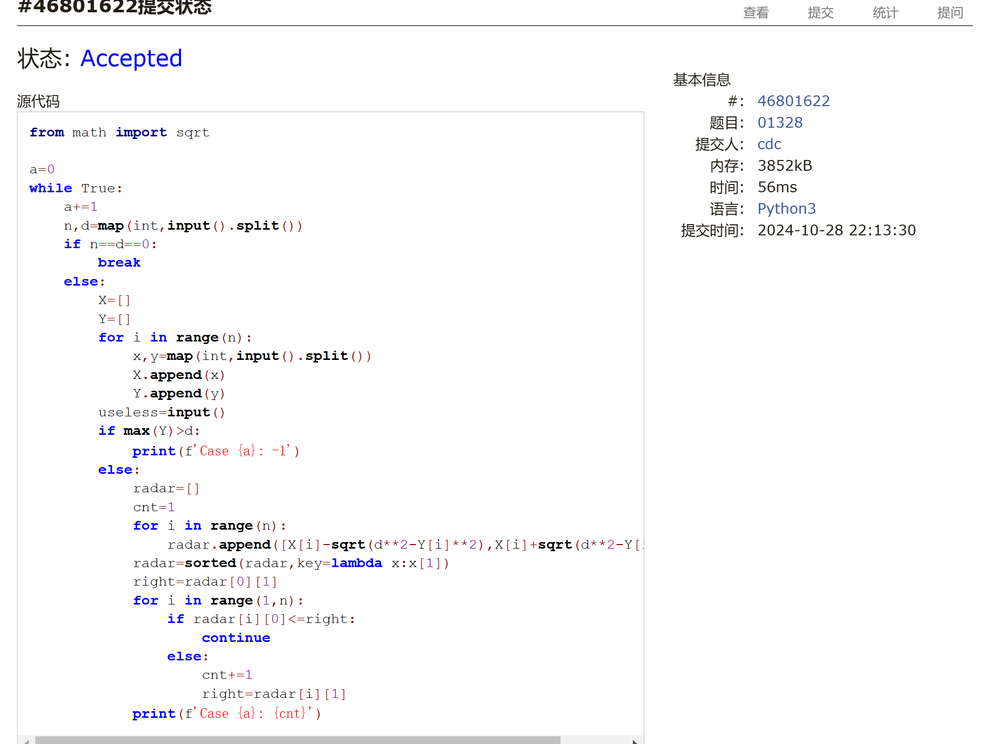 #46801622提交状态
查看 提交 统计 提问
状态: Accepted
源代码
from math import sqrt

a=0
while True:
    a+=1
    n,d=map(int,input().split())
    if n==d==0:
        break
    else:
        X=[]
        Y=[]
        for i in range(n):
            x,y=map(int,input().split())
            X.append(x)
            Y.append(y)
        useless=input()
        if max(Y)>d:
            print(f'Case {a}: -1')
        else:
            radar=[]
            cnt=1
            for i in range(n):
                radar.append([X[i]-sqrt(d**2-Y[i]**2),X[i]+sqrt(d**2-Y[
            radar=sorted(radar,key=lambda x:x[1])
            right=radar[0][1]
            for i in range(1,n):
                if radar[i][0]<=right:
                    continue
                else:
                    cnt+=1
                    right=radar[i][1]
            print(f'Case {a}: {cnt}')
基本信息
#: 46801622
题目: 01328
提交人: cdc
内存: 3852kB
时间: 56ms
语言: Python3
提交时间: 2024-10-28 22:13:30